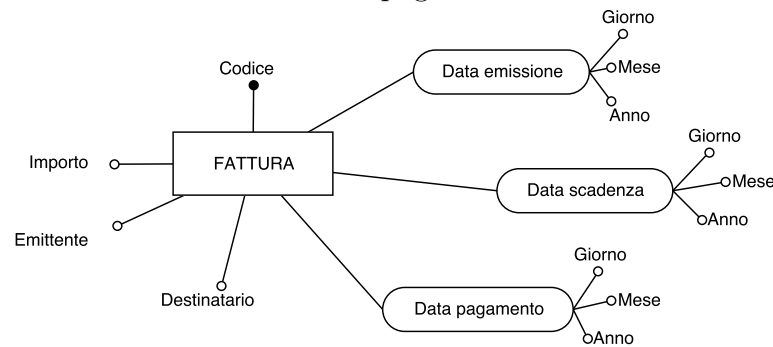 Giorno
Data emissione
Mese
Anno
Codice
Importo
FATTURA
Emittente
Destinatario
Giorno
Data scadenza
Mese
Anno
Giorno
Data pagamento
Mese
Anno